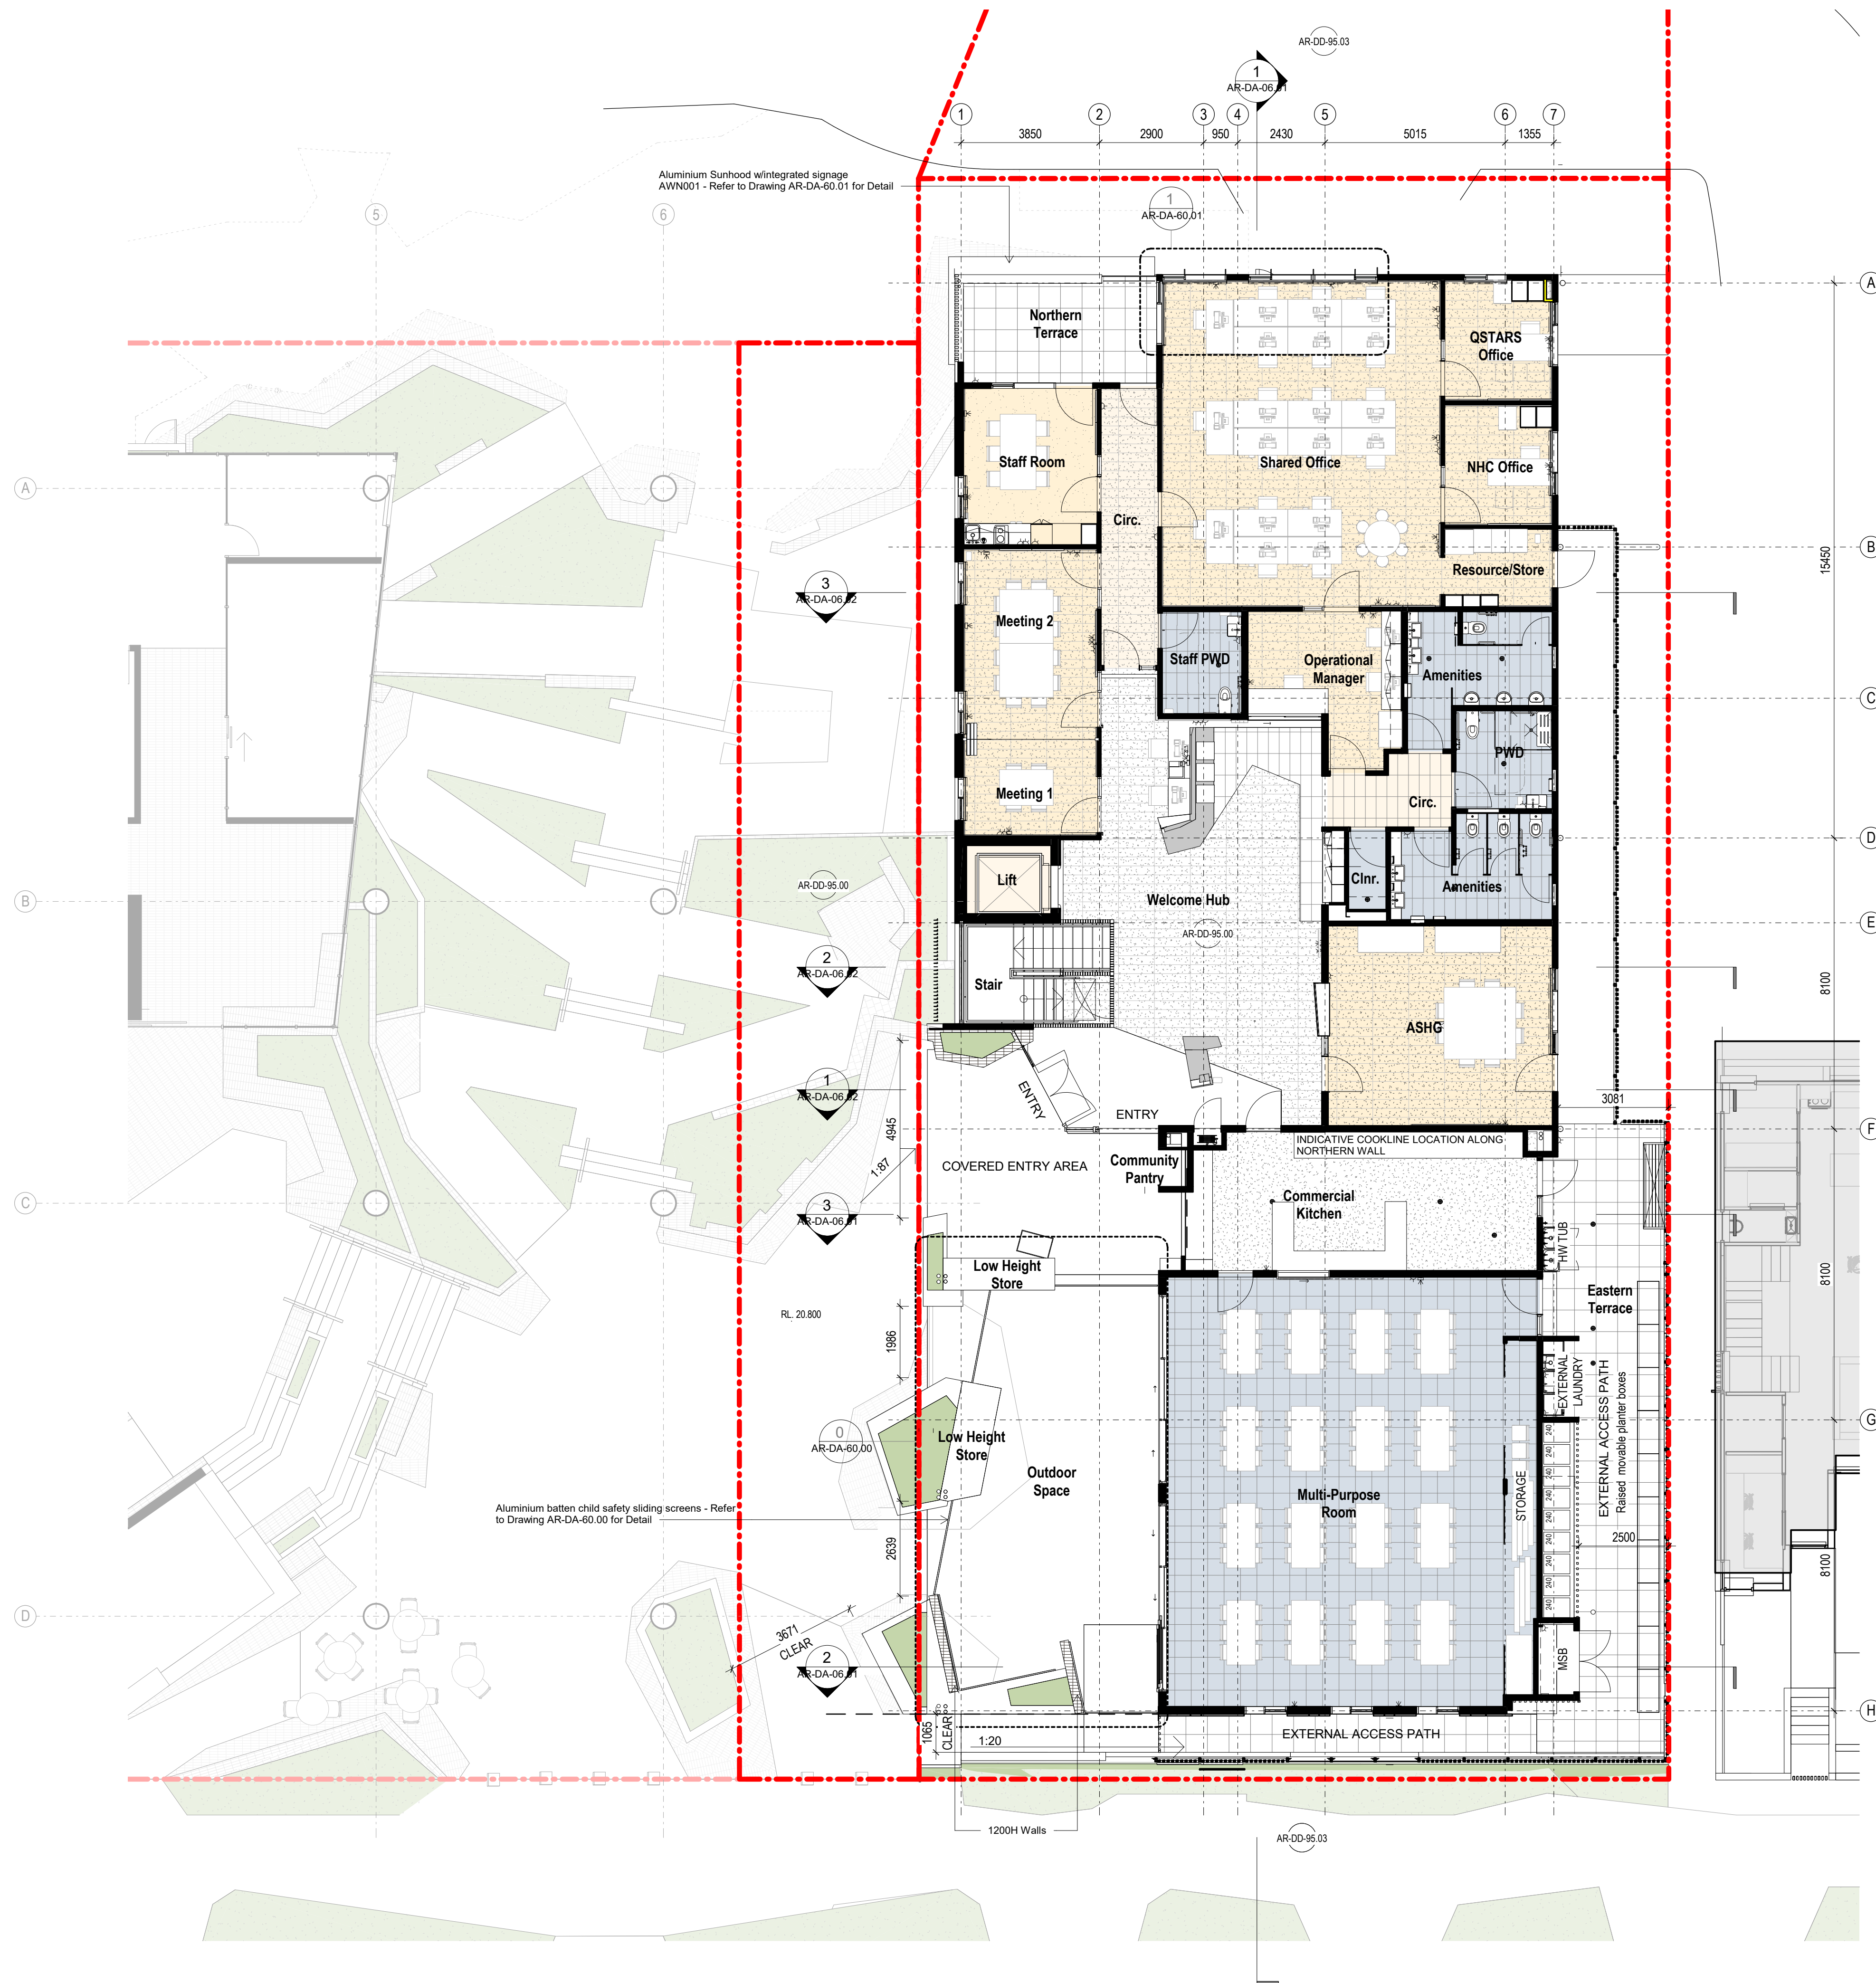 AR-DD-95.03
1
AR-DA-06.01
1
2
3
4
5
6
7
3850
2900
950
2430
5015
1355
Aluminium Sunhood w/integrated signage
AWN001 - Refer to Drawing AR-DA-60.01 for Detail
1
AR-DA-60.01
5
6
A
Northern
Terrace
QSTARS
Office
Staff Room
Shared Office
NHC Office
A
Circ.
B
Resource/Store
15450
3
AR-DA-06.02
Meeting 2
Staff PWD
Operational
Manager
Amenities
C
PWD
Meeting 1
Circ.
D
Lift
Clnr.
Amenities
AR-DD-95.00
Welcome Hub
B
E
AR-DD-95.00
2
AR-DA-06.02
Stair
8100
ASHG
1
AR-DA-06.02
ENTRY
ENTRY
3081
4945
F
INDICATIVE COOKLINE LOCATION ALONG
NORTHERN WALL
1:87
COVERED ENTRY AREA
Community
Pantry
Commercial
Kitchen
C
3
AR-DA-06.01
HW TUB
Low Height
Store
8100
Eastern
Terrace
RL. 20.800
1986
EXTERNAL
LAUNDRY
EXTERNAL ACCESS PATH
Raised movable planter boxes
G
0
AR-DA-60.00
Low Height
Store
240
240
240
240
240
240
240
240
240
Outdoor
Space
Multi-Purpose
Room
STORAGE
Aluminium batten child safety sliding screens - Refer
to Drawing AR-DA-60.00 for Detail
2500
2639
8100
D
3671
CLEAR
2
AR-DA-06.01
MSB
H
1065
CLEAR
1:20
EXTERNAL ACCESS PATH
1200H Walls
AR-DD-95.03